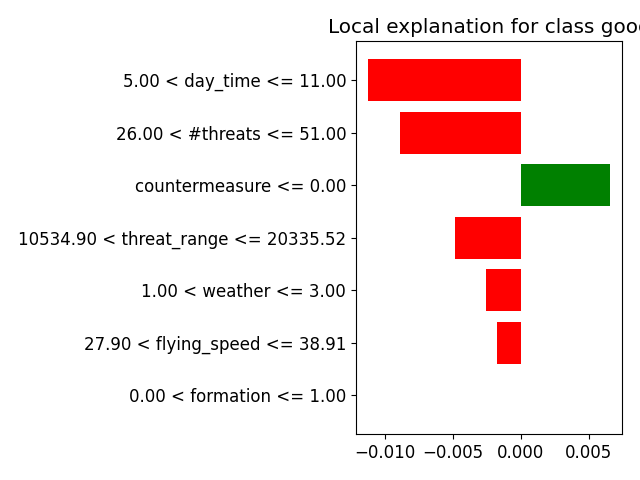 Local explanation for class good
5.00 < day_time <= 11.00
26.00 < #threats <= 51.00
countermeasure <= 0.00
10534.90 < threat_range <= 20335.52
1.00 < weather <= 3.00
27.90 < flying_speed <= 38.91
0.00 < formation <= 1.00
−0.010 −0.005 0.000 0.005